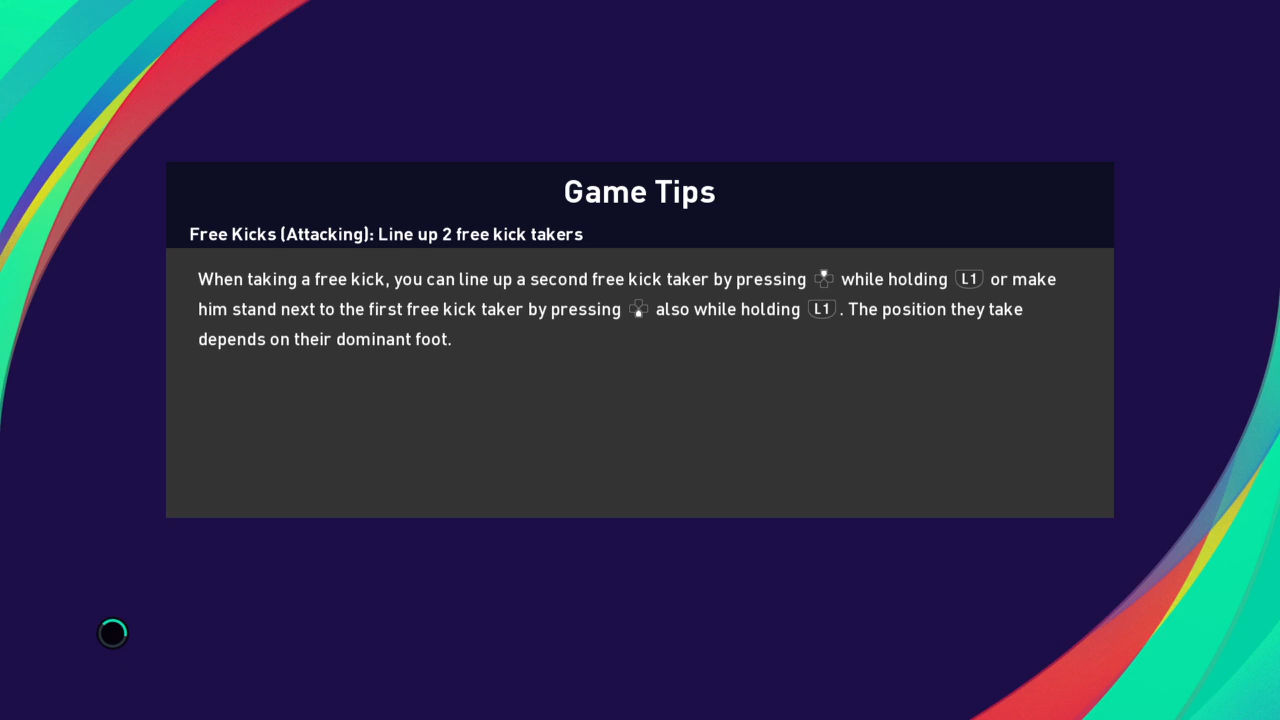 Game Tips
Free Kicks (Attacking): Line up 2 free kick takers
When taking a free kick, you can line up a second free kick taker by pressing while holding L1 or make
him stand next to the first free kick taker by pressing also while holding L1. The position they take
depends on their dominant foot.